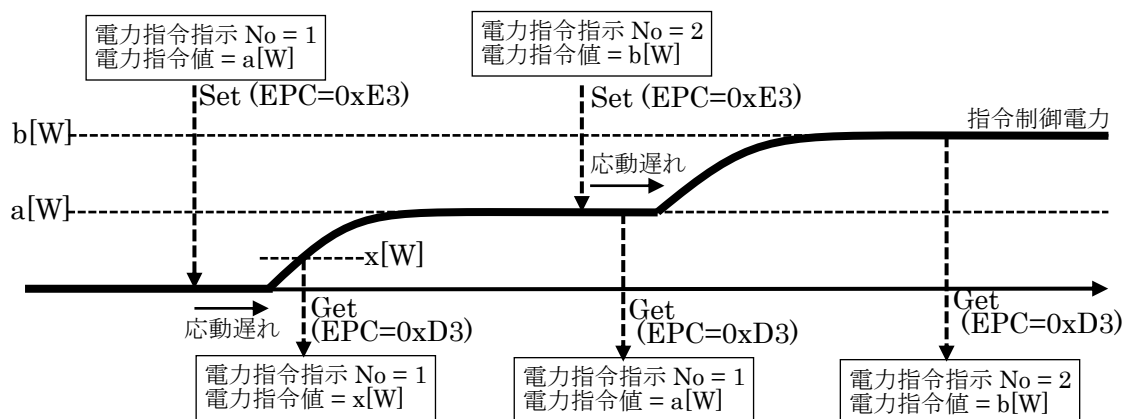 電力指令指示 No = 1
電力指令値 = a[W]
電力指令指示 No = 2
電力指令値 = b[W]
Set (EPC=0xE3)
Set (EPC=0xE3)
b[W]
指令制御電力
応動遅れ
a[W]
x[W]
応動遅れ
Get
(EPC=0xD3)
Get
(EPC=0xD3)
Get
(EPC=0xD3)
電力指令指示 No = 1
電力指令値 = x[W]
電力指令指示 No = 1
電力指令値 = a[W]
電力指令指示 No = 2
電力指令値 = b[W]